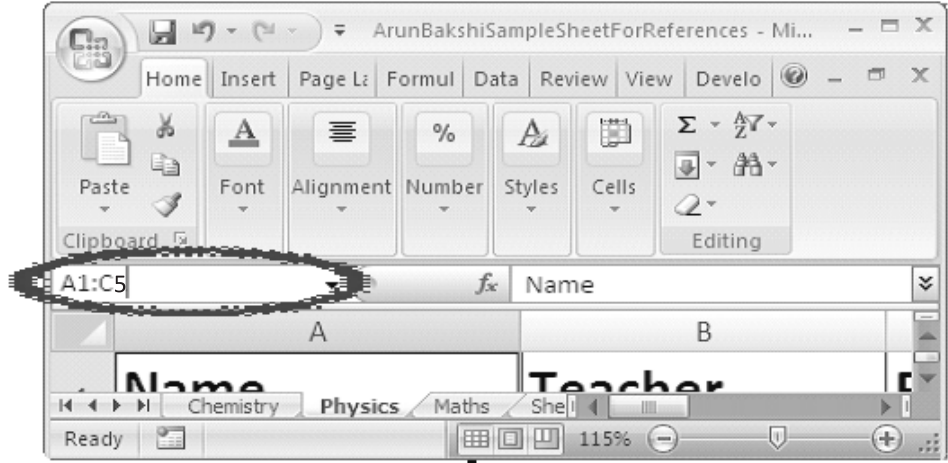 ArunBakshiSampleSheetForReferences - Mi...
Home Insert Page La Formul Data Review View Develo
Paste Font Alignment Number Styles Cells
Clipboard Editing
A1:C5 fx Name
A B
Name Teacher
Chemistry Physics Maths She
Ready 115%